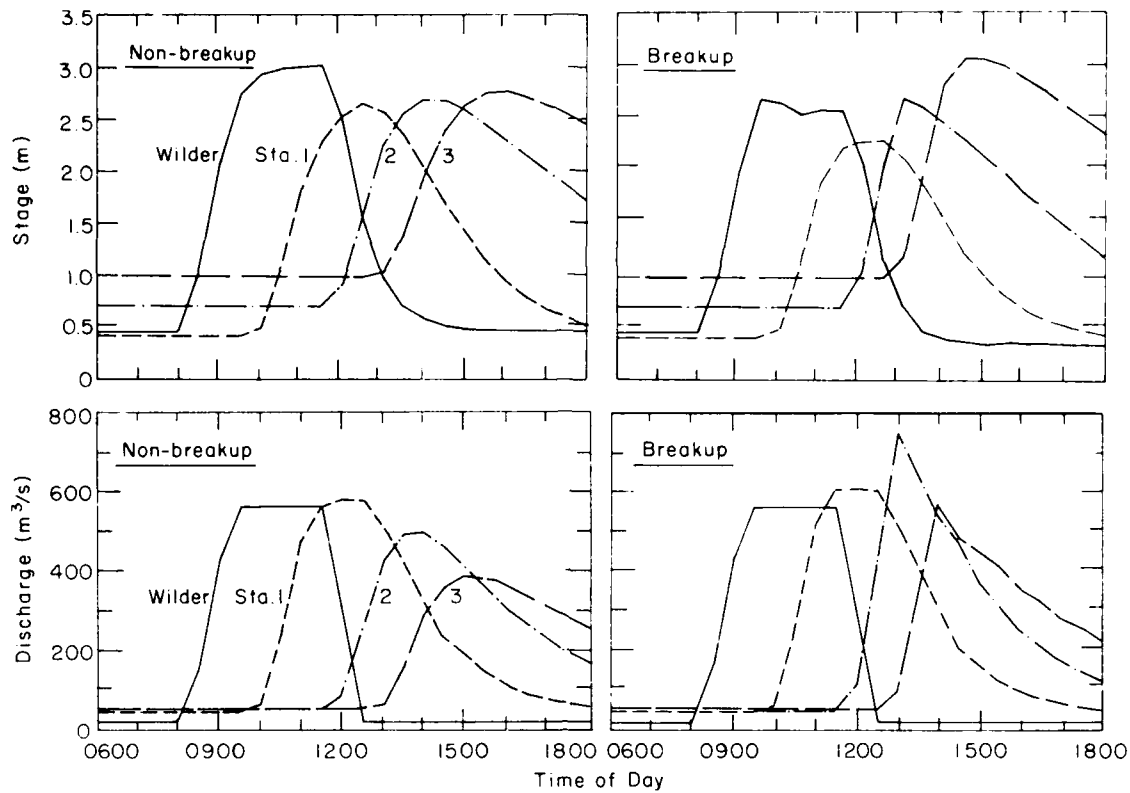 3.5
3.0
2.5
2.0
1.5
1.0
0.5
0
Stage (m)
Non-breakup
Wilder Sta. 1 2 3
Breakup
800
600
400
200
0
Discharge (m³/s)
Non-breakup
Wilder Sta. 1 2 3
Breakup
0600 0900 1200 1500 1800 0600 0900 1200 1500 1800
Time of Day